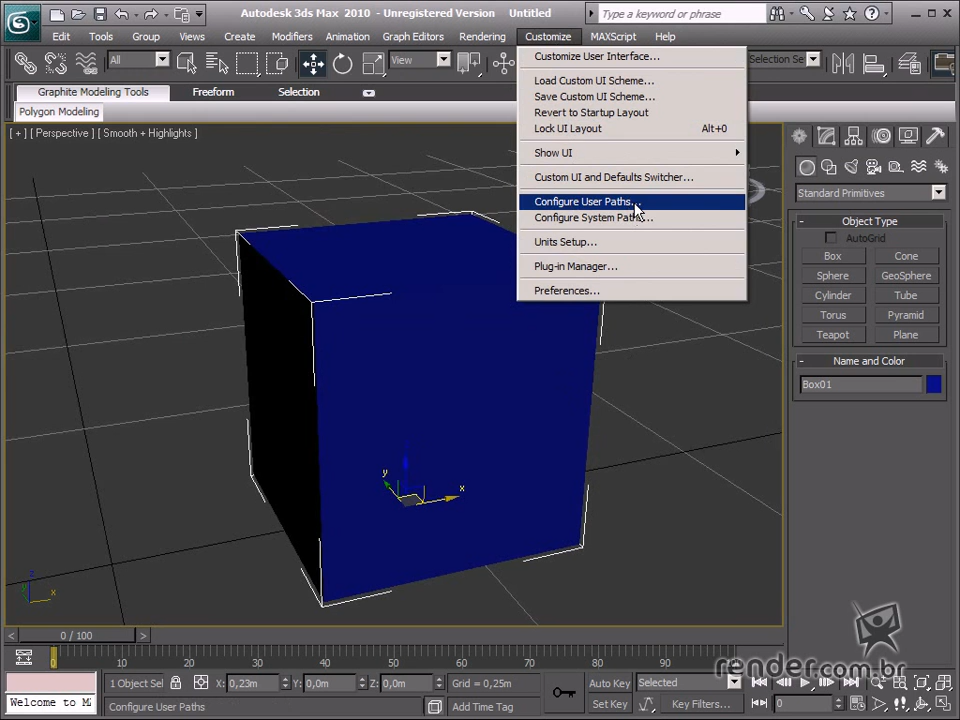 Autodesk 3ds Max 2010 - Unregistered Version Untitled
Type a keyword or phrase
Edit Tools Group Views Create Modifiers Animation Graph Editors Rendering Customize MAXScript Help
All
View
Selection Se
Graphite Modeling Tools Freeform Selection
Polygon Modeling
[ + ] [ Perspective ] [ Smooth + Highlights ]
Customize User Interface...
Load Custom UI Scheme...
Save Custom UI Scheme...
Revert to Startup Layout
Lock UI Layout Alt+0
Show UI
Custom UI and Defaults Switcher...
Configure User Paths...
Configure System Paths...
Units Setup...
Plug-in Manager...
Preferences...
Standard Primitives
- Object Type
AutoGrid
Box Cone
Sphere GeoSphere
Cylinder Tube
Torus Pyramid
Teapot Plane
- Name and Color
Box01
y
x
z
y
x
render.com.br
< 0 / 100 >
0 10 20 30 40 50 60 70 80 90
1 Object Sel X: 0,23m Y: 0,0m Z: 0,0m Grid = 0,25m Auto Key Selected
Welcome to M
Configure User Paths Add Time Tag Set Key Key Filters... 0